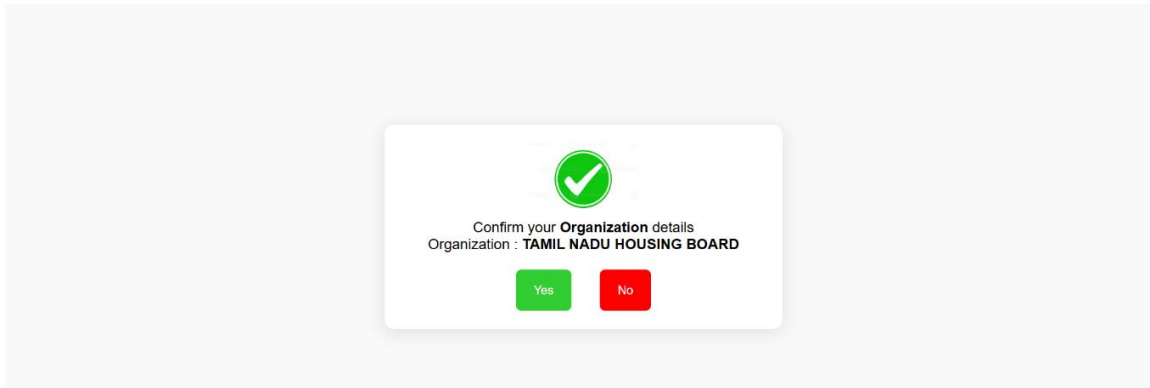 Confirm your Organization details
Organization : TAMIL NADU HOUSING BOARD
Yes No